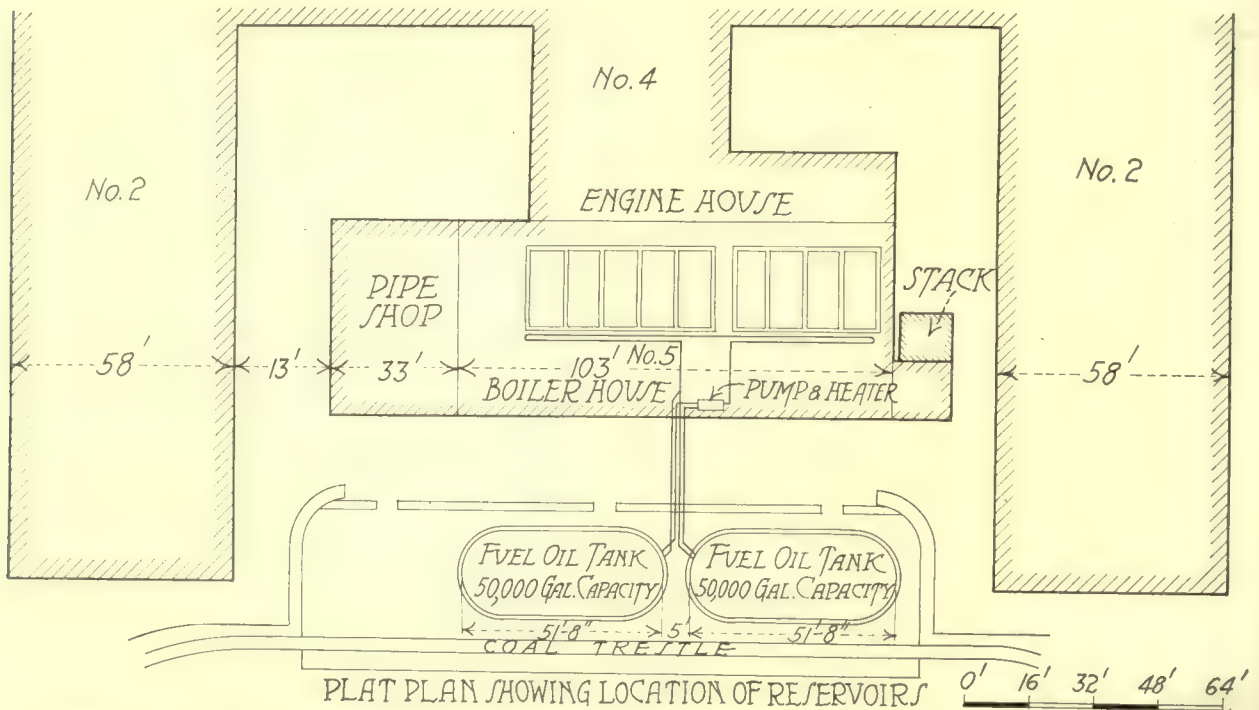 No.4
No.2
No.2
ENGINE HOUSE
PIPE
SHOP
STACK
58'
13'
33'
103'
No.5
58'
BOILER HOUSE
PUMP & HEATER
FUEL OIL TANK
50,000 GAL. CAPACITY
FUEL OIL TANK
50,000 GAL. CAPACITY
51'-8"
5'
51'-8"
COAL TRESTLE
PLAT PLAN SHOWING LOCATION OF RESERVOIRS
0' 16' 32' 48' 64'